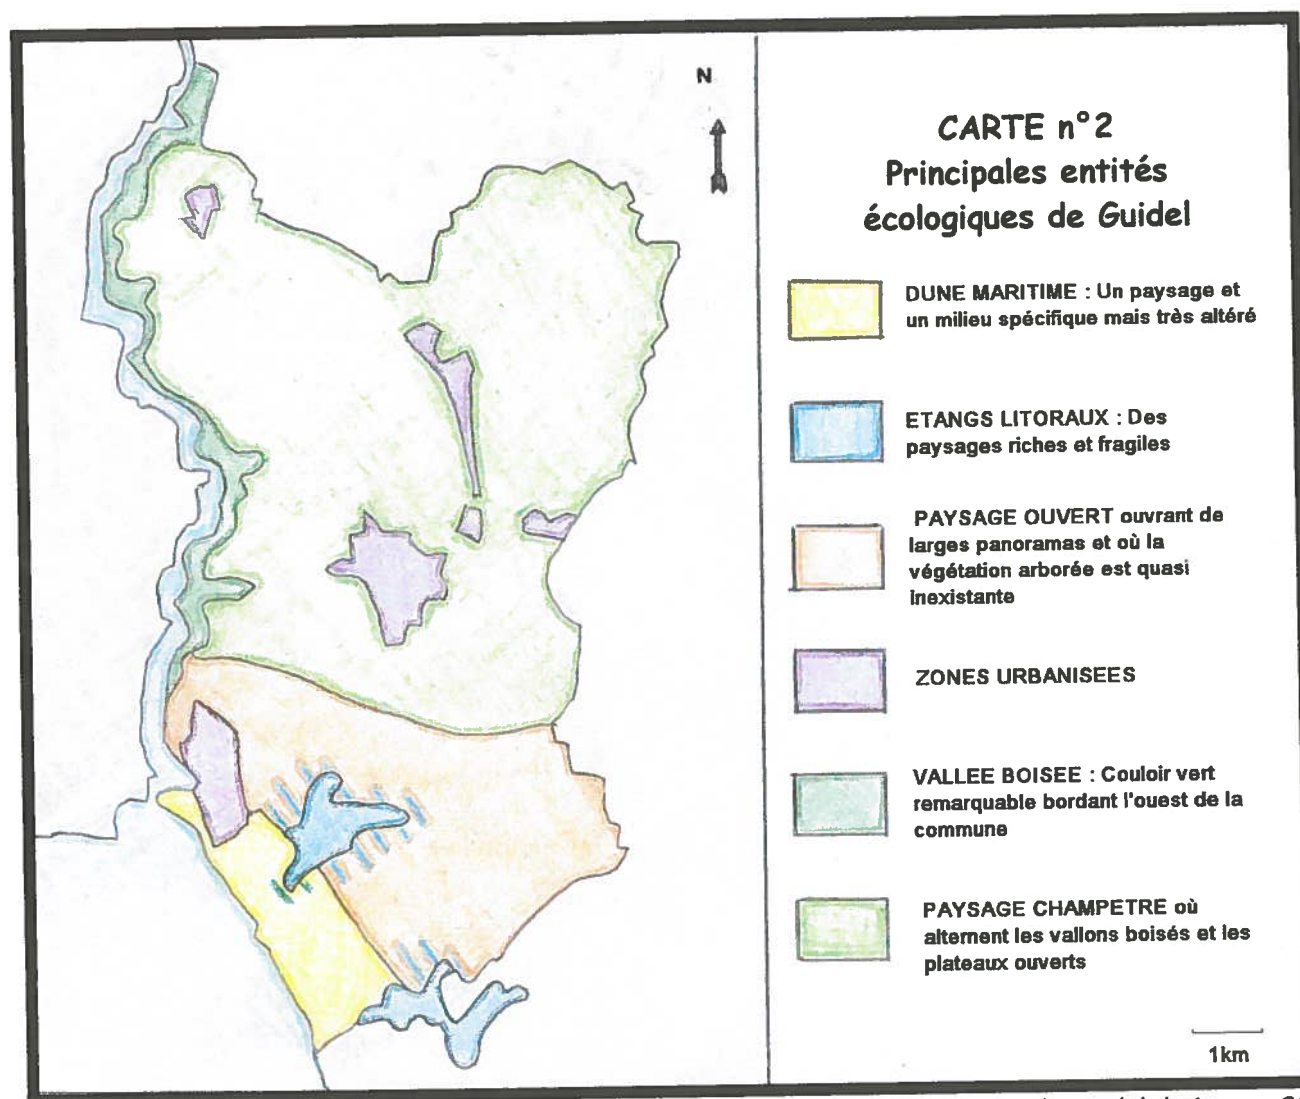 N
CARTE n°2
Principales entités
écologiques de Guidel
DUNE MARITIME : Un paysage et
un milieu spécifique mais très altéré
ETANGS LITORAUX : Des
paysages riches et fragiles
PAYSAGE OUVERT ouvrant de
larges panoramas et où la
végétation arborée est quasi
inexistante
ZONES URBANISEES
VALLEE BOISEE : Couloir vert
remarquable bordant l'ouest de la
commune
PAYSAGE CHAMPETRE où
alternent les vallons boisés et les
plateaux ouverts
1km